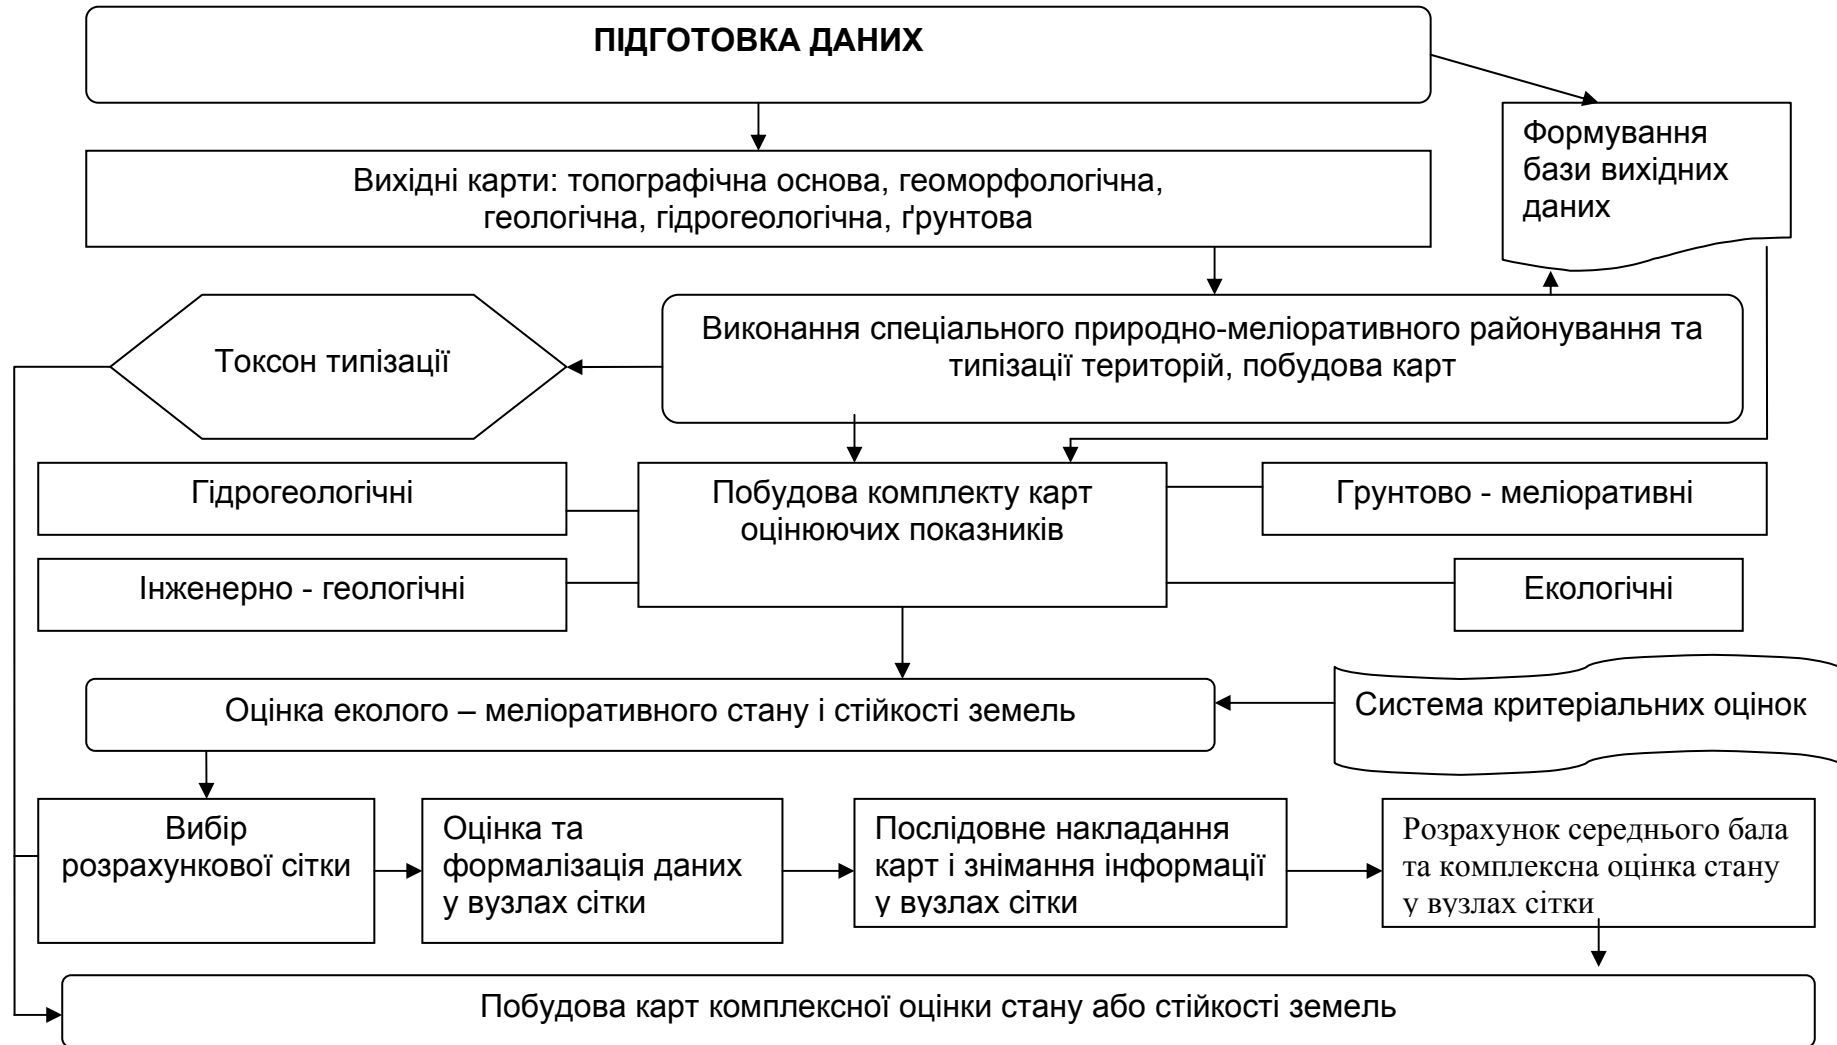 ПІДГОТОВКА ДАНИХ
Формування
бази вихідних
даних
Вихідні карти: топографічна основа, геоморфологічна,
геологічна, гідрогеологічна, ґрунтова
Виконання спеціального природно-меліоративного районування та
типізації територій, побудова карт
Токсон типізації
Гідрогеологічні
Побудова комплекту карт
оцінюючих показників
Грунтово - меліоративні
Інженерно - геологічні
Екологічні
Оцінка еколого – меліоративного стану і стійкості земель
Система критеріальних оцінок
Вибір
розрахункової сітки
Оцінка та
формалізація даних
у вузлах сітки
Послідовне накладання
карт і знімання інформації
у вузлах сітки
Розрахунок середнього бала
та комплексна оцінка стану
у вузлах сітки
Побудова карт комплексної оцінки стану або стійкості земель